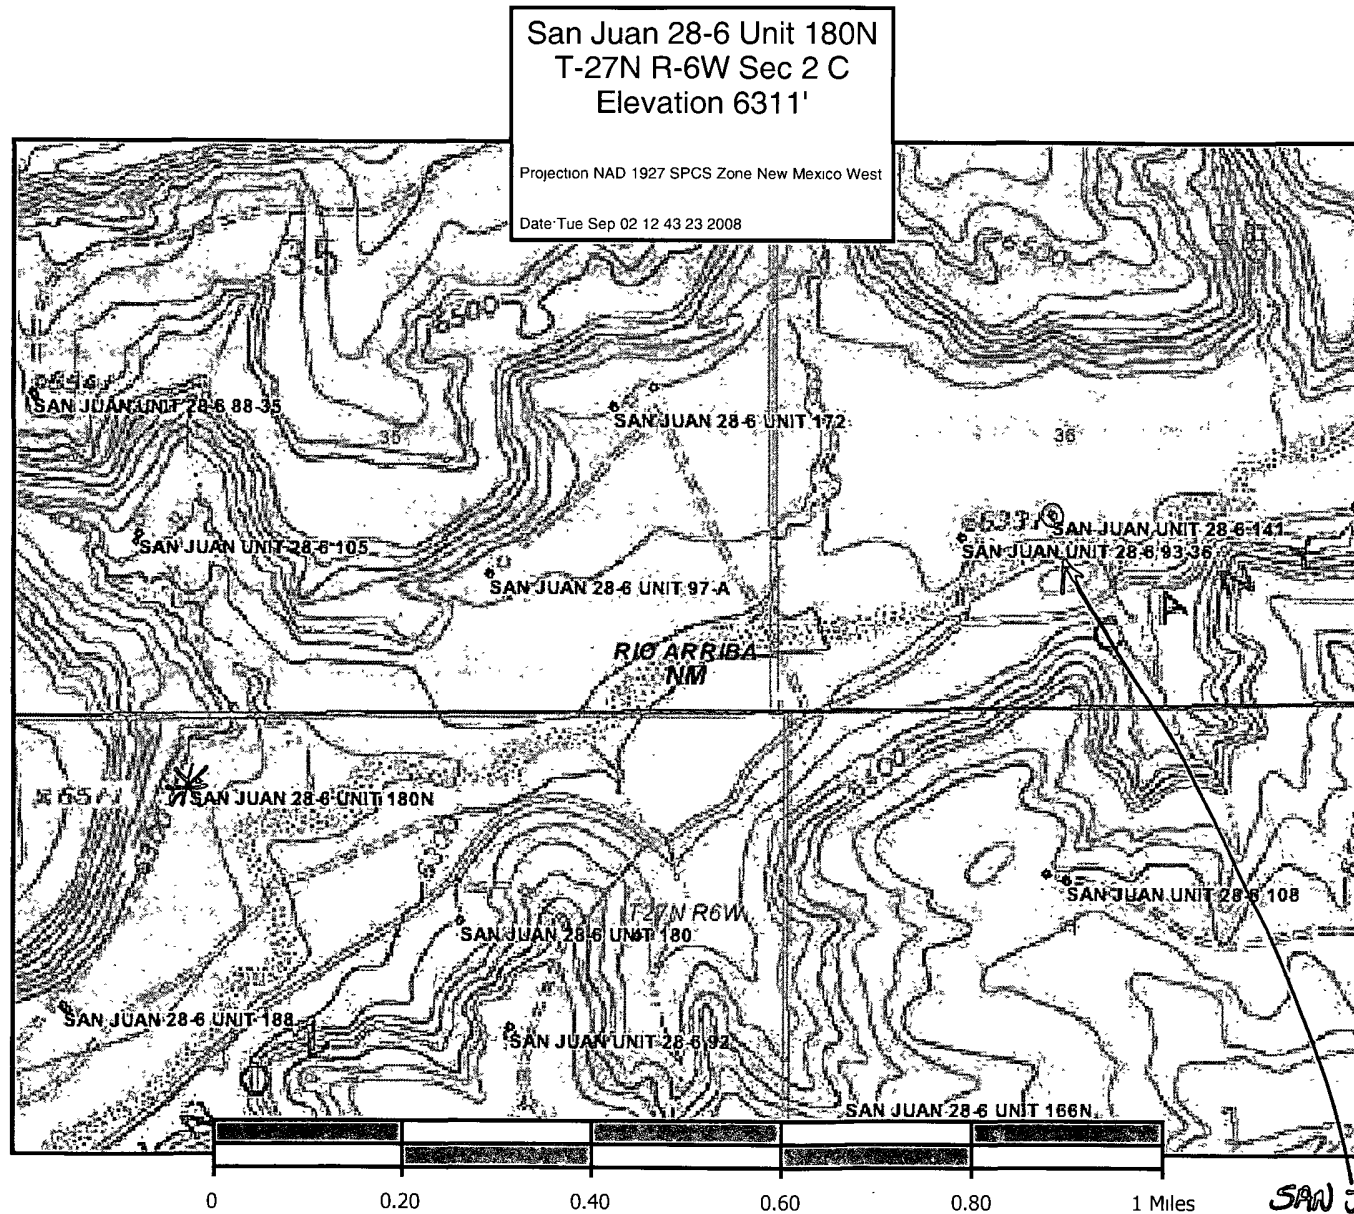 San Juan 28-6 Unit 180N
T-27N R-6W Sec 2 C
Elevation 6311'
Projection NAD 1927 SPCS Zone New Mexico West
Date Tue Sep 02 12 43 23 2008
35
6500
SAN JUAN UNIT 28-6 88-35
35
SAN JUAN 28-6 UNIT 172
36
SAN JUAN UNIT 28-6 141
SAN JUAN UNIT 28-6 93-36
SAN JUAN UNIT 28-6 105
SAN JUAN 28-6 UNIT 97-A
RIO ARRIBA
NM
SAN JUAN 28-6 UNIT 180N
SAN JUAN UNIT 28-6 108
T27N R6W
SAN JUAN 28-6 UNIT 180
SAN JUAN 28-6 UNIT 188
SAN JUAN UNIT 28-6 92
SAN JUAN 28-6 UNIT 166N
1
0 0.20 0.40 0.60 0.80 1 Miles
SAN J